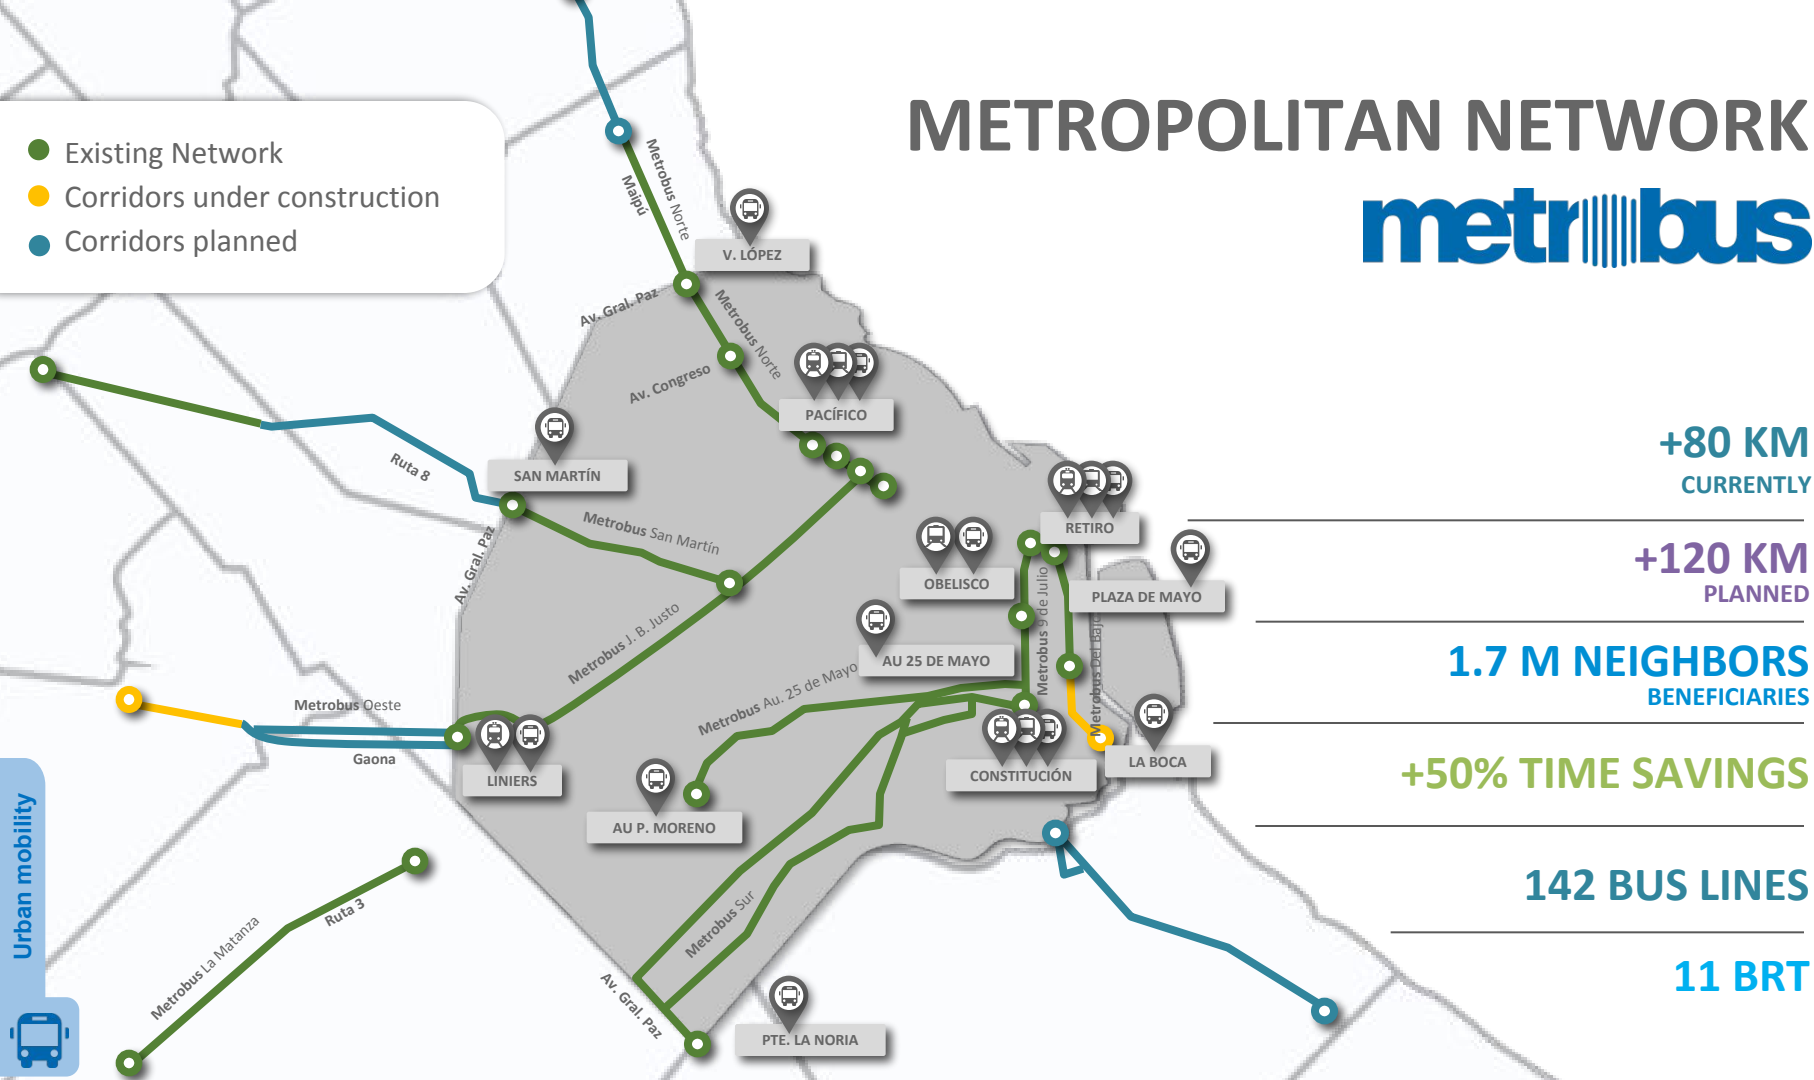 METROPOLITAN NETWORK
metrobus
Existing Network
Corridors under construction
Corridors planned
Metrobus Norte
Maipú
V. LÓPEZ
Av. Gral. Paz
Metrobus Norte
Av. Congreso
PACÍFICO
Ruta 8
SAN MARTÍN
Metrobus San Martín
Av. Gral. Paz
RETIRO
OBELISCO
PLAZA DE MAYO
Metrobus 9 de Julio
Metrobus Del Bajo
Metrobus J. B. Justo
AU 25 DE MAYO
Metrobus Au. 25 de Mayo
Metrobus Oeste
Gaona
LINIERS
CONSTITUCIÓN
LA BOCA
AU P. MORENO
Metrobus Sur
Ruta 3
Metrobus La Matanza
Av. Gral. Paz
PTE. LA NORIA
Urban mobility
+80 KM
CURRENTLY
+120 KM
PLANNED
1.7 M NEIGHBORS
BENEFICIARIES
+50% TIME SAVINGS
142 BUS LINES
11 BRT